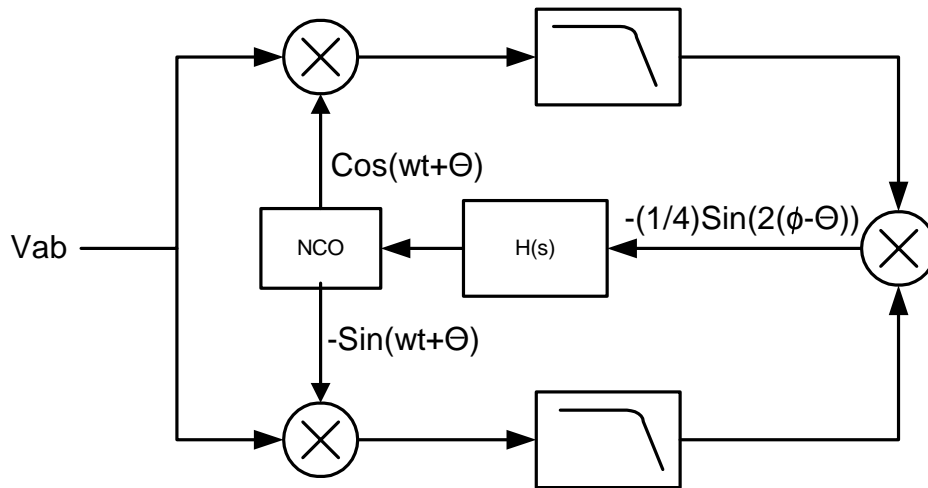 Cos(wt+Θ)
-(1/4)Sin(2(ϕ-Θ))
Vab
NCO
H(s)
-Sin(wt+Θ)